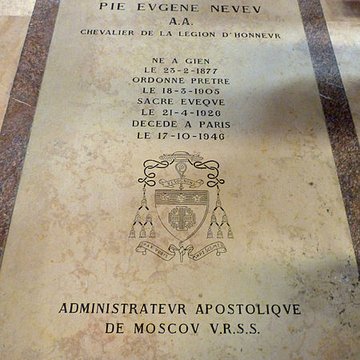 PIE EVGENE NEVEV
A.A.
CHEVALIER DE LA LEGION D'HONNEVR
NE A GIEN
LE 23-2-1877
ORDONNE PRETRE
LE 18-3-1905
SACRE EVEQVE
LE 21-4-1926
DECEDE A PARIS
LE 17-10-1946
ADMINISTRATEVR APOSTOLIQVE
DE MOSCOV V.R.S.S.